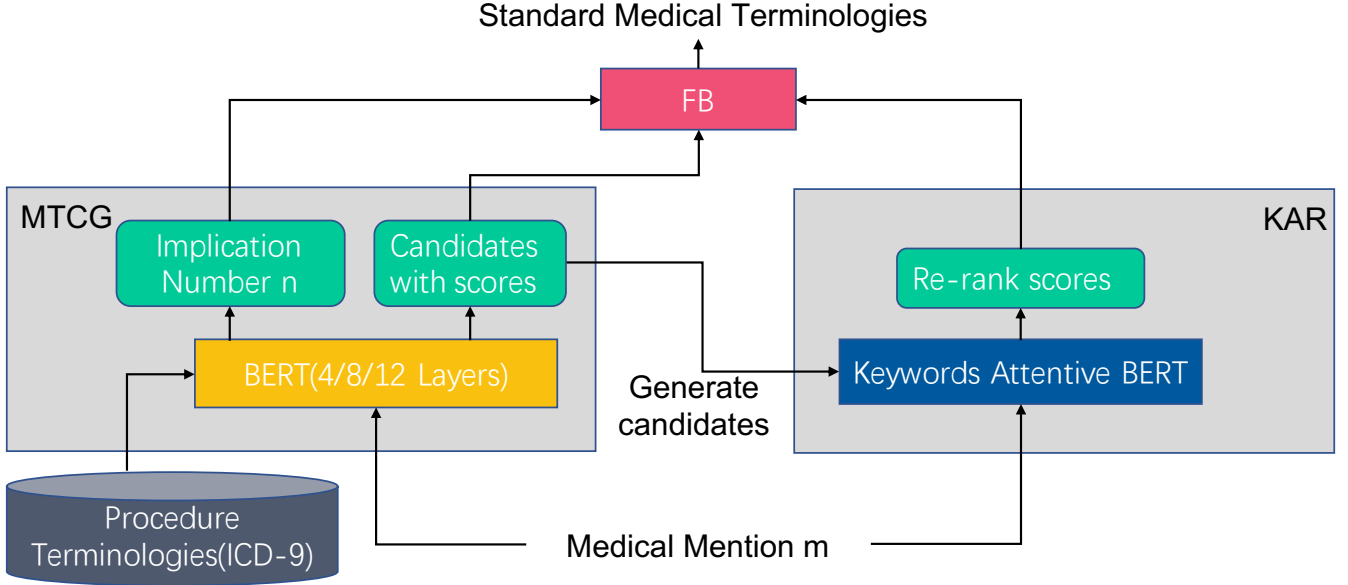 Standard Medical Terminologies
FB
MTCG
Implication
Number n
Candidates
with scores
KAR
Re-rank scores
BERT(4/8/12 Layers)
Generate
candidates
Keywords Attentive BERT
Procedure
Terminologies(ICD-9)
Medical Mention m